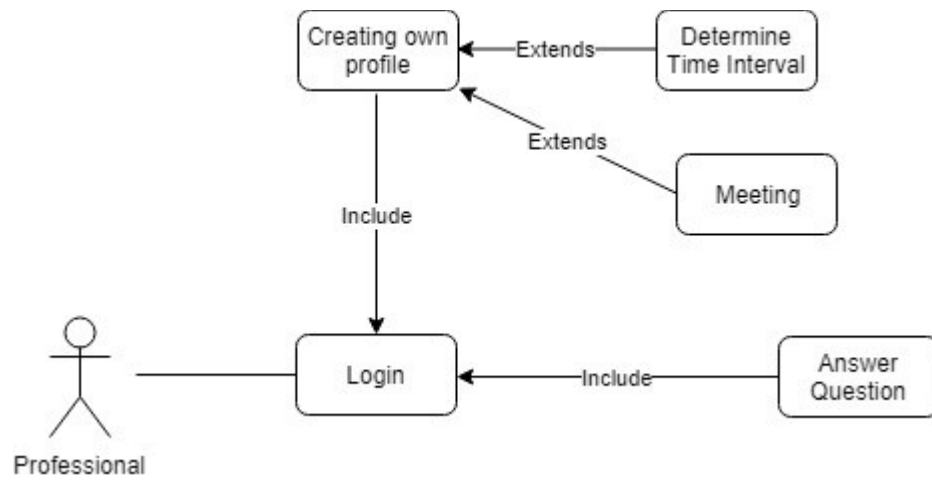 Creating own
profile
Extends
Determine
Time Interval
Extends
Meeting
Include
Login
Include
Answer
Question
Professional